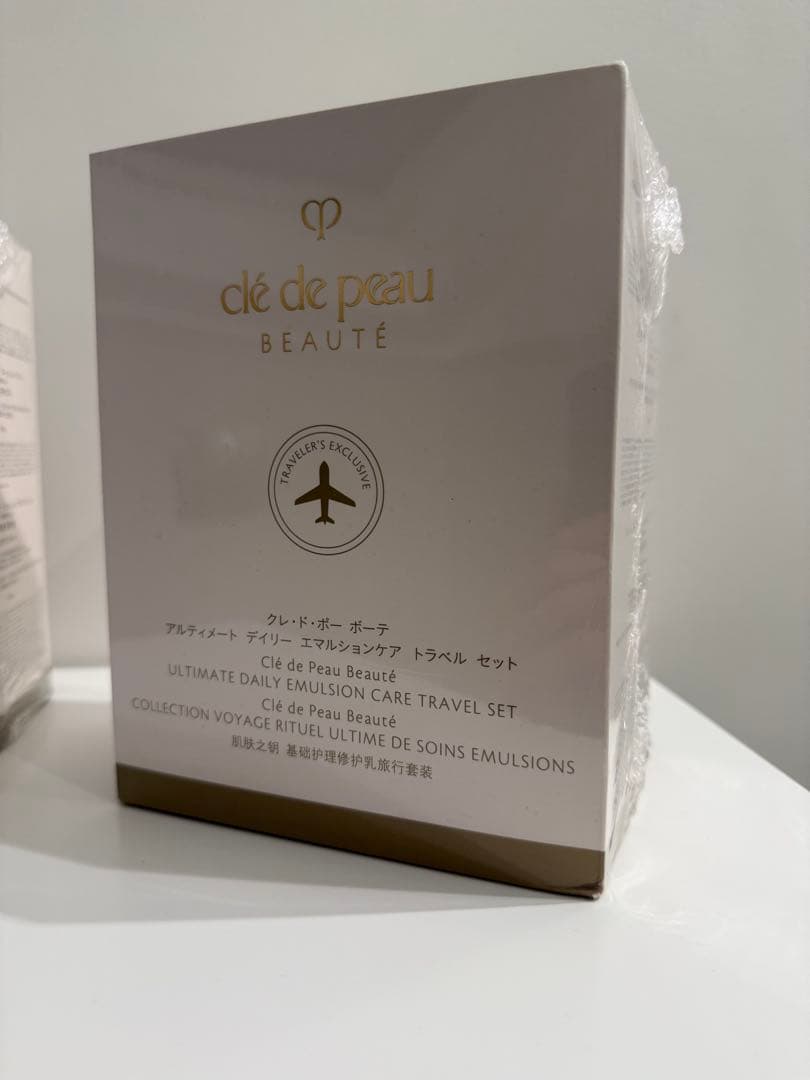 clé de peau
BEAUTÉ
TRAVELER'S EXCLUSIVE
クレ・ド・ポー ボーテ
アルティメート デイリー エマルションケア トラベル セット
Clé de Peau Beauté
ULTIMATE DAILY EMULSION CARE TRAVEL SET
Clé de Peau Beauté
COLLECTION VOYAGE RITUEL ULTIME DE SOINS EMULSIONS
肌肤之钥 基础护理修护乳旅行套装